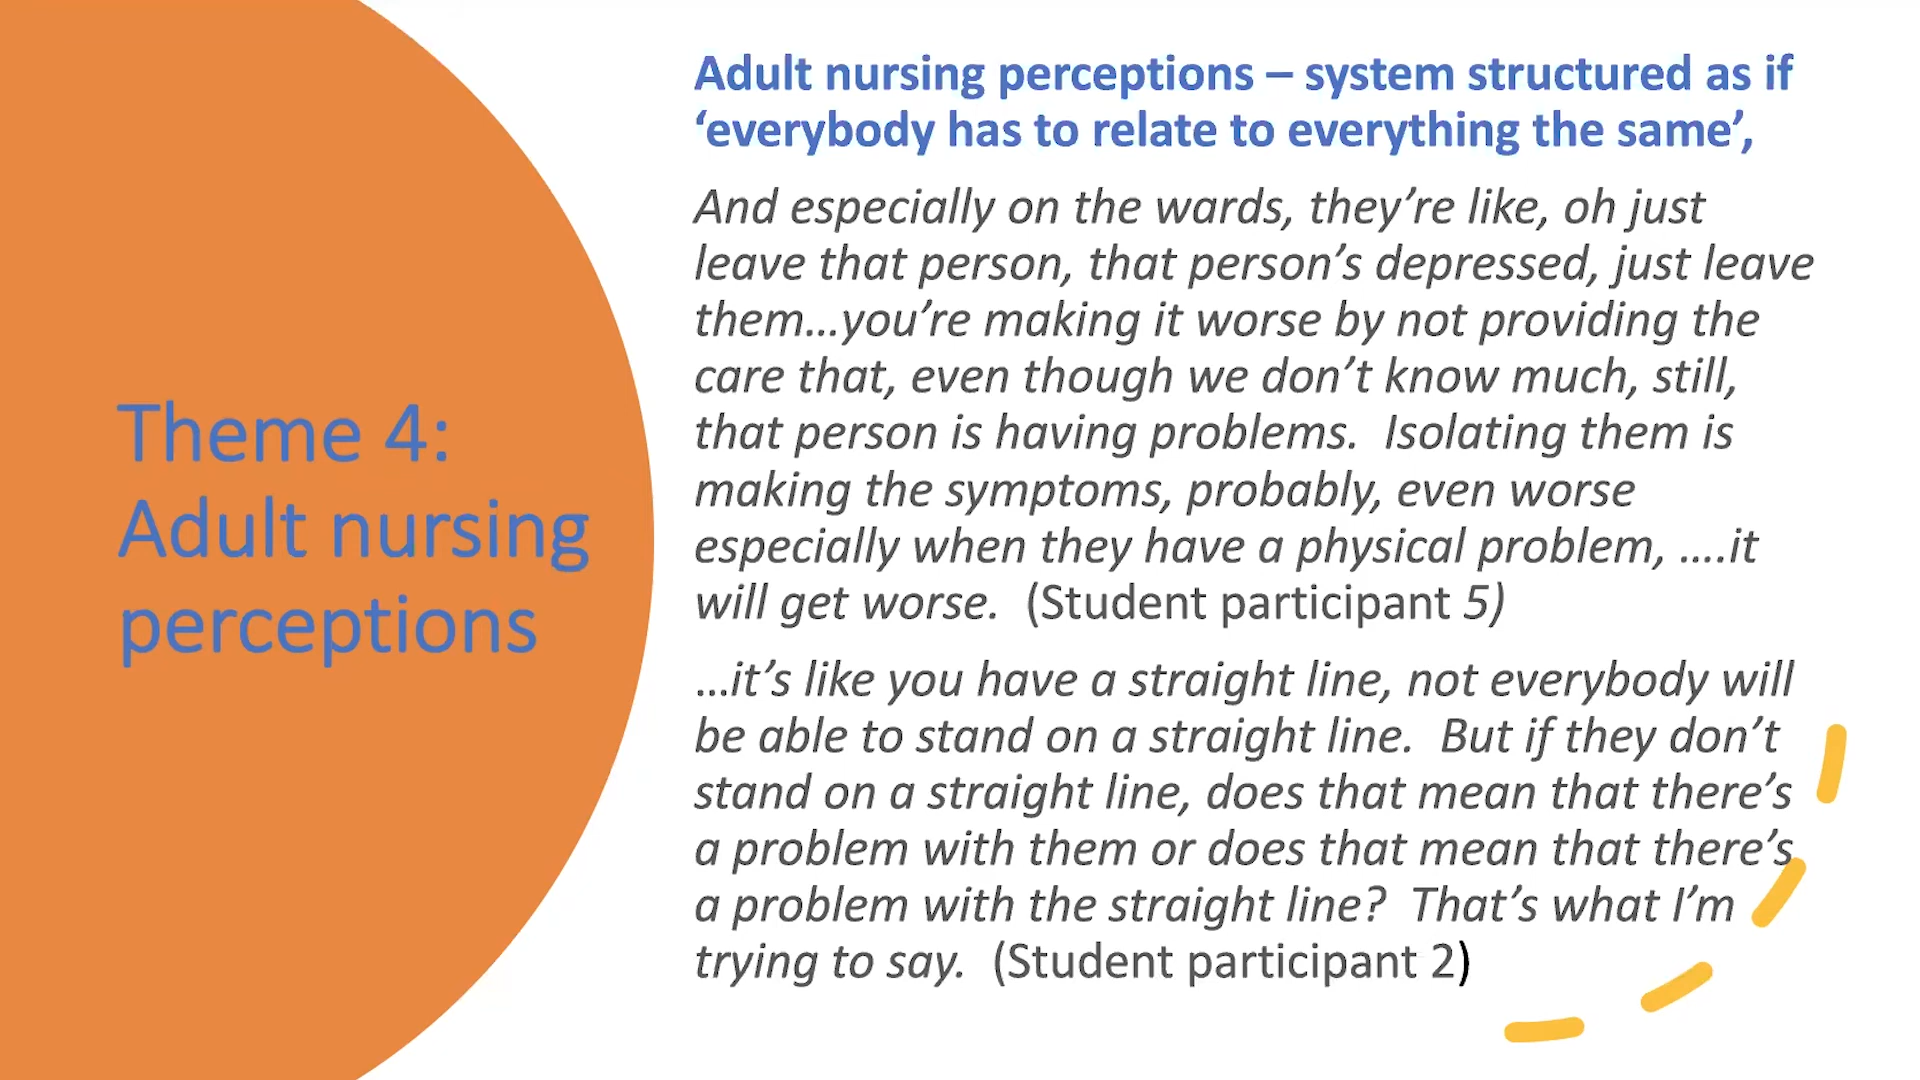 Theme 4:
Adult nursing
perceptions
Adult nursing perceptions – system structured as if
‘everybody has to relate to everything the same’,
And especially on the wards, they’re like, oh just
leave that person, that person’s depressed, just leave
them…you’re making it worse by not providing the
care that, even though we don’t know much, still,
that person is having problems.  Isolating them is
making the symptoms, probably, even worse
especially when they have a physical problem, ….it
will get worse.  (Student participant 5)
…it’s like you have a straight line, not everybody will
be able to stand on a straight line.  But if they don’t
stand on a straight line, does that mean that there’s
a problem with them or does that mean that there’s
a problem with the straight line?  That’s what I’m
trying to say.  (Student participant 2)